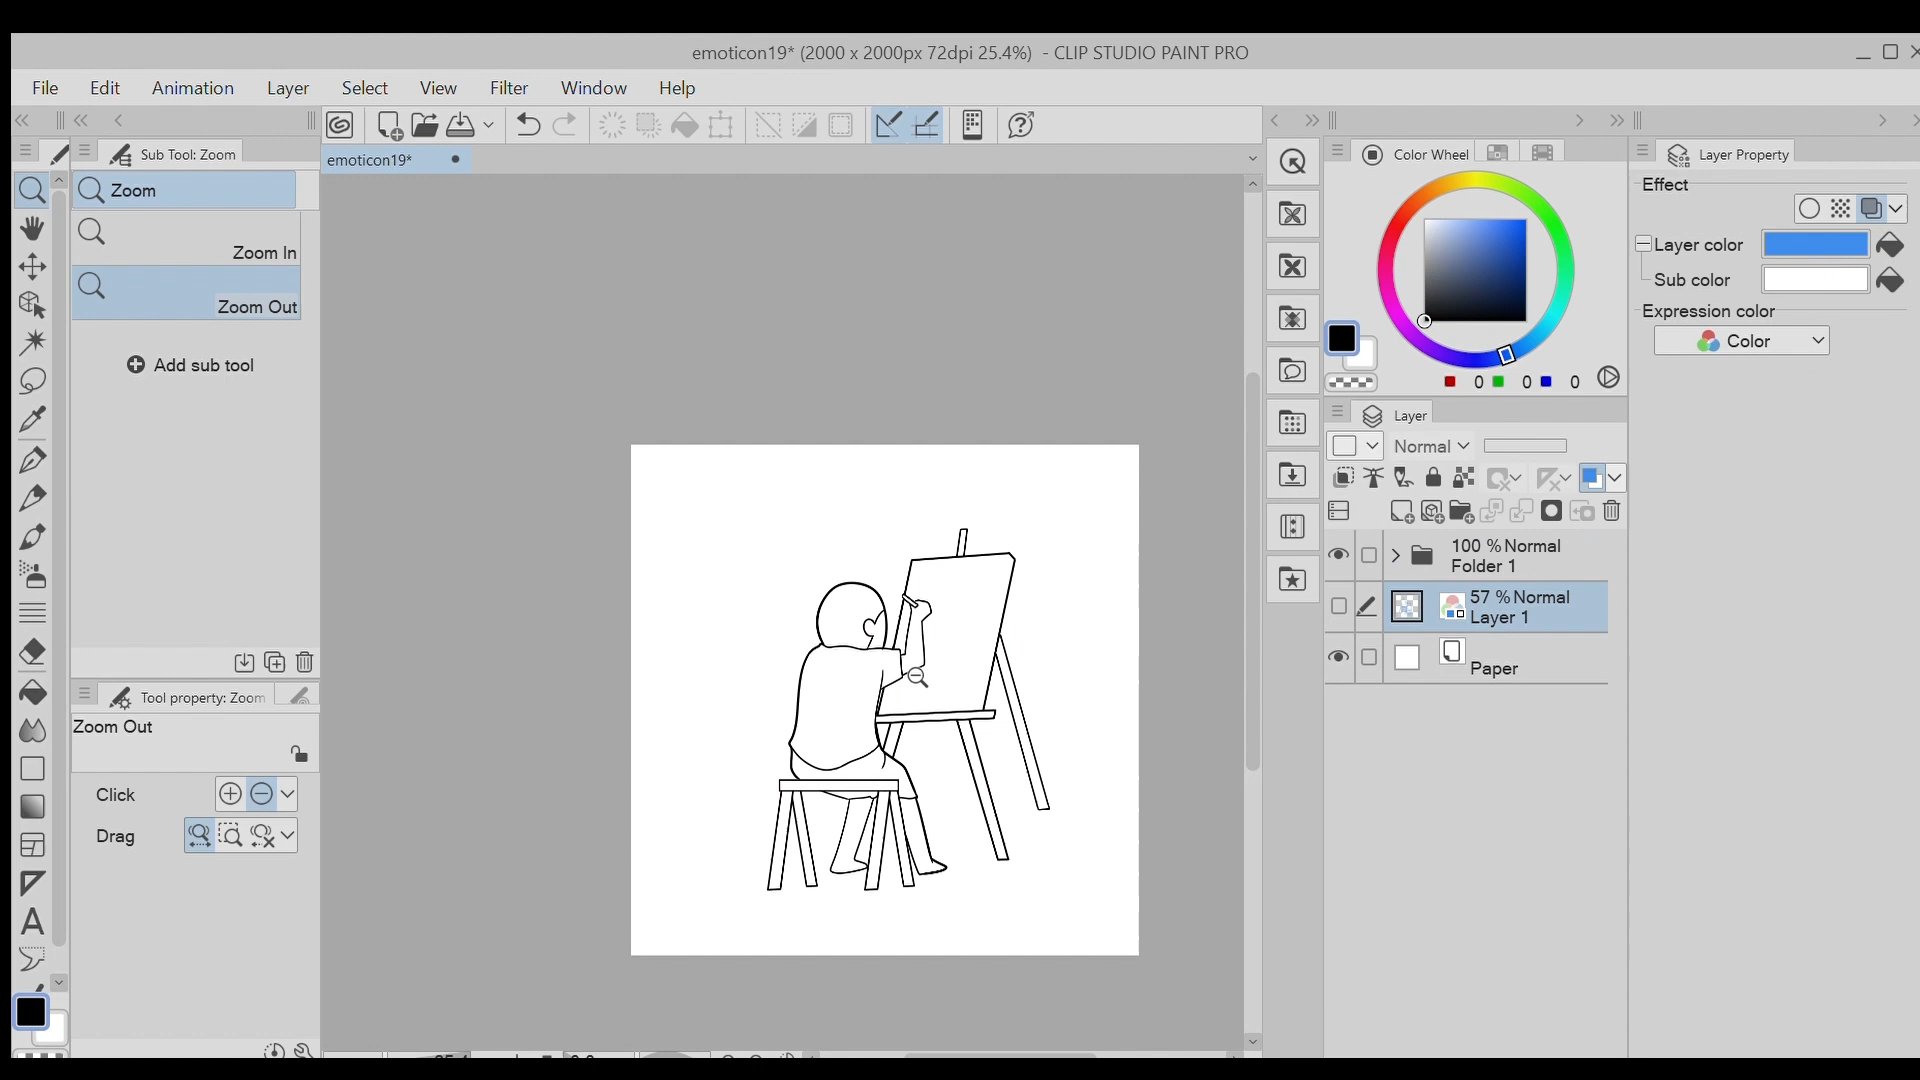 emoticon19* (2000 x 2000px 72dpi 25.4%) - CLIP STUDIO PAINT PRO
File Edit Animation Layer Select View Filter Window Help
Sub Tool: Zoom
emoticon19*
Color Wheel
Layer Property
Zoom
Zoom In
Zoom Out
Add sub tool
Effect
Layer color
Sub color
Expression color
Color
0 0 0
Layer
Normal
100 % Normal
Folder 1
57 % Normal
Layer 1
Paper
Tool property: Zoom
Zoom Out
Click
Drag